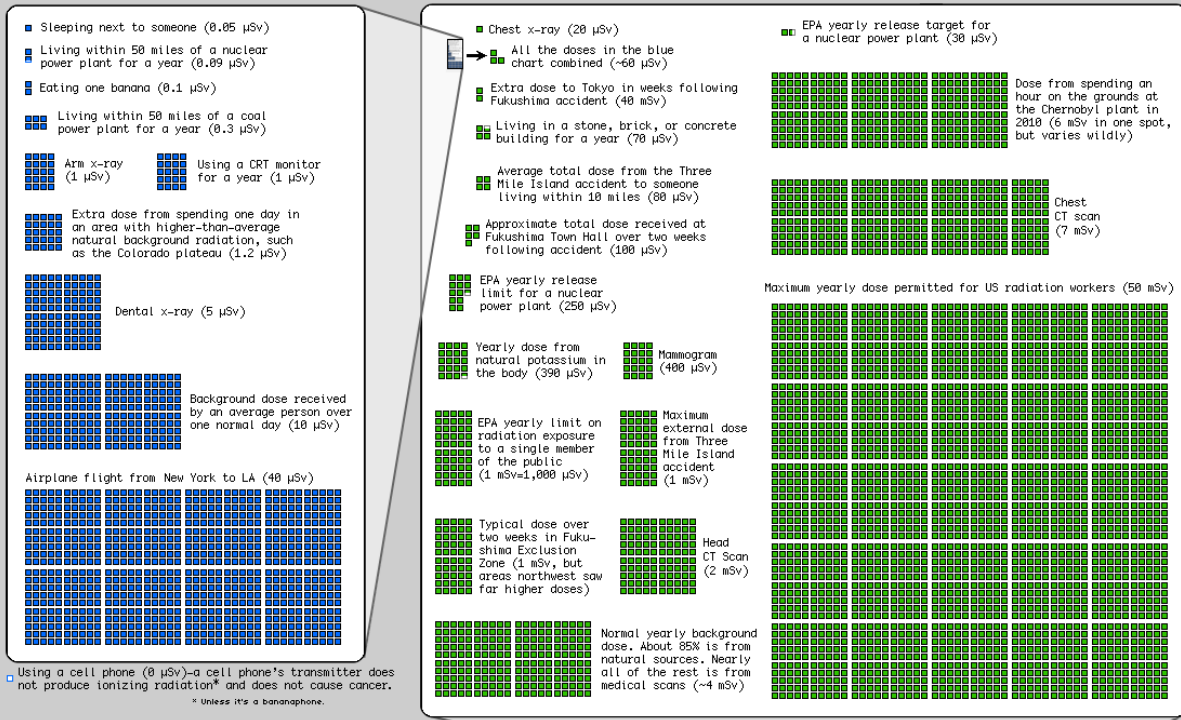 Sleeping next to someone (0.05 µSv)
Living within 50 miles of a nuclear
power plant for a year (0.09 µSv)
Eating one banana (0.1 µSv)
Living within 50 miles of a coal
power plant for a year (0.3 µSv)
Arm x-ray
(1 µSv)
Using a CRT monitor
for a year (1 µSv)
Extra dose from spending one day in
an area with higher-than-average
natural background radiation, such
as the Colorado plateau (1.2 µSv)
Dental x-ray (5 µSv)
Background dose received
by an average person over
one normal day (10 µSv)
Airplane flight from New York to LA (40 µSv)
Using a cell phone (0 µSv)-a cell phone's transmitter does
not produce ionizing radiation* and does not cause cancer.
* Unless it's a bananaphone.
Chest x-ray (20 µSv)
All the doses in the blue
chart combined (~60 µSv)
Extra dose to Tokyo in weeks following
Fukushima accident (40 mSv)
Living in a stone, brick, or concrete
building for a year (70 µSv)
Average total dose from the Three
Mile Island accident to someone
living within 10 miles (80 µSv)
Approximate total dose received at
Fukushima Town Hall over two weeks
following accident (100 µSv)
EPA yearly release
limit for a nuclear
power plant (250 µSv)
Yearly dose from
natural potassium in
the body (390 µSv)
Mammogram
(400 µSv)
EPA yearly limit on
radiation exposure
to a single member
of the public
(1 mSv=1,000 µSv)
Maximum
external dose
from Three
Mile Island
accident
(1 mSv)
Typical dose over
two weeks in Fuku-
shima Exclusion
Zone (1 mSv, but
areas northwest saw
far higher doses)
Head
CT Scan
(2 mSv)
Normal yearly background
dose. About 85% is from
natural sources. Nearly
all of the rest is from
medical scans (~4 mSv)
EPA yearly release target for
a nuclear power plant (30 µSv)
Dose from spending an
hour on the grounds at
the Chernobyl plant in
2010 (6 mSv in one spot,
but varies wildly)
Chest
CT scan
(7 mSv)
Maximum yearly dose permitted for US radiation workers (50 mSv)